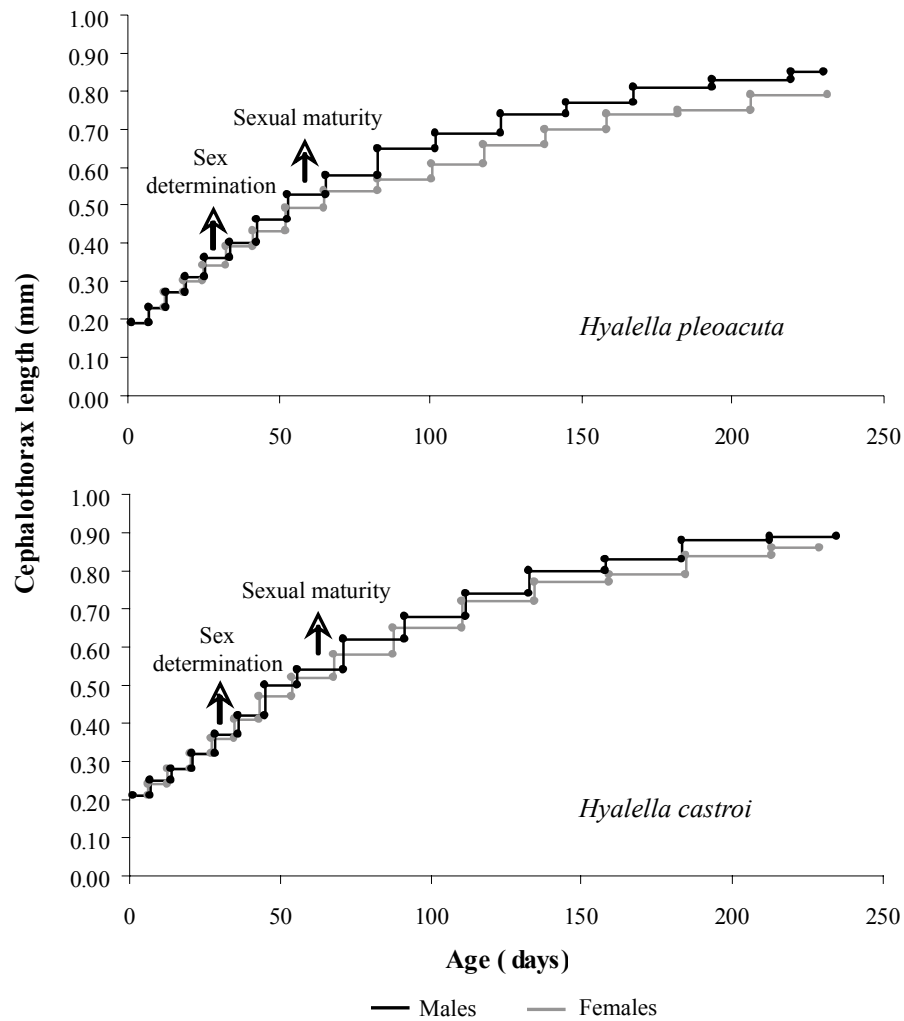 Cephalothorax length (mm)
1.00
0.90
0.80
0.70
0.60
0.50
0.40
0.30
0.20
0.10
0.00
Sexual maturity
Sex
determination
Hyalella pleoacuta
0 50 100 150 200 250
1.00
0.90
0.80
0.70
0.60
0.50
0.40
0.30
0.20
0.10
0.00
Sexual maturity
Sex
determination
Hyalella castroi
0 50 100 150 200 250
Age ( days)
Males Females